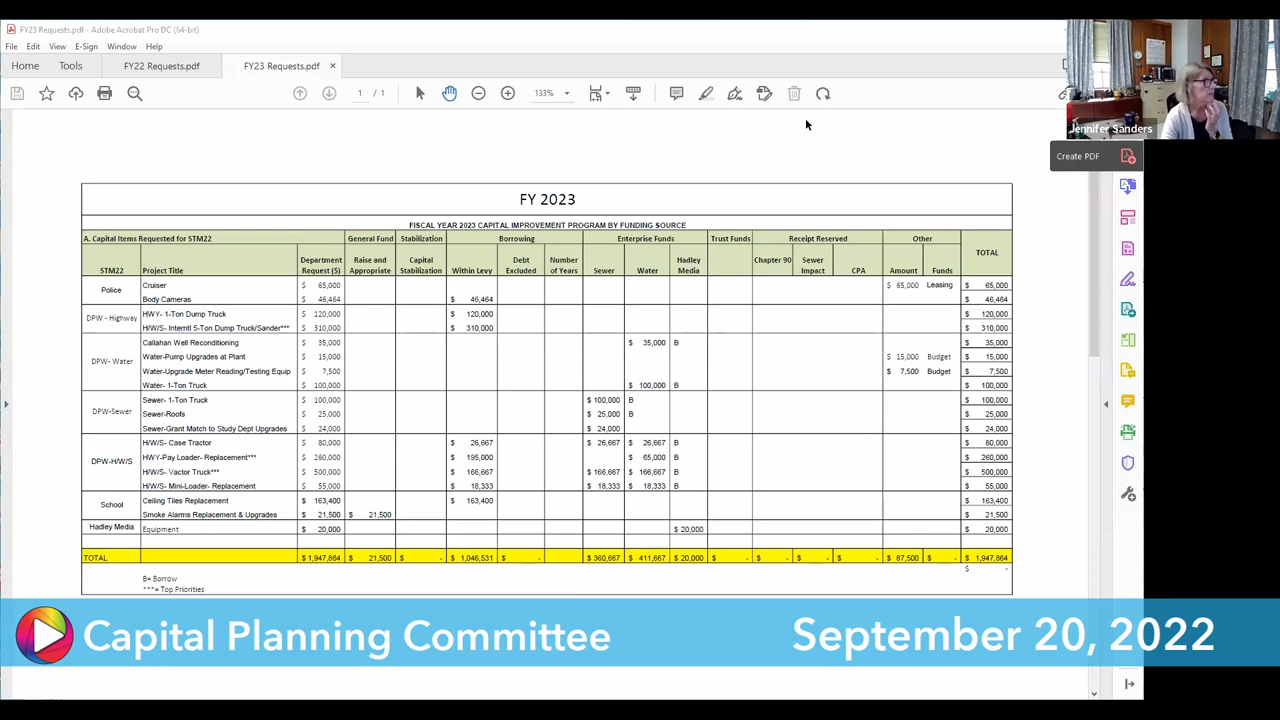 FY23 Requests.pdf - Adobe Acrobat Pro DC (64-bit)
File Edit View E-Sign Window Help
Home Tools FY22 Requests.pdf FY23 Requests.pdf ×
1 / 1 133%
Jennifer Sanders
Create PDF
FY 2023
FISCAL YEAR 2023 CAPITAL IMPROVEMENT PROGRAM BY FUNDING SOURCE
A. Capital Items Requested for STM22 General Fund Stabilization Borrowing Enterprise Funds Trust Funds Receipt Reserved Other
STM22 Project Title Department Request ($) Raise and Appropriate Capital Stabilization Within Levy Debt Excluded Number of Years Sewer Water Hadley Media Chapter 90 Sewer Impact CPA Amount Funds TOTAL
Police Cruiser $ 65,000 $ 65,000 Leasing $ 65,000
Body Cameras $ 46,464 $ 46,464 $ 46,464
DPW - Highway HWY- 1-Ton Dump Truck $ 120,000 $ 120,000 $ 120,000
H/W/S- Interntl 5-Ton Dump Truck/Sander*** $ 310,000 $ 310,000 $ 310,000
DPW- Water Callahan Well Reconditioning $ 35,000 $ 35,000 B $ 35,000
Water-Pump Upgrades at Plant $ 15,000 $ 15,000 Budget $ 15,000
Water-Upgrade Meter Reading/Testing Equip $ 7,500 $ 7,500 Budget $ 7,500
Water- 1-Ton Truck $ 100,000 $ 100,000 B $ 100,000
DPW-Sewer Sewer- 1-Ton Truck $ 100,000 $ 100,000 B $ 100,000
Sewer-Roofs $ 25,000 $ 25,000 B $ 25,000
Sewer-Grant Match to Study Dept Upgrades $ 24,000 $ 24,000 $ 24,000
DPW-H/W/S H/W/S- Case Tractor $ 80,000 $ 26,667 $ 26,667 $ 26,667 B $ 80,000
HWY-Pay Loader- Replacement*** $ 260,000 $ 195,000 $ 65,000 B $ 260,000
H/W/S- Vactor Truck*** $ 500,000 $ 166,667 $ 166,667 $ 166,667 B $ 500,000
H/W/S- Mini-Loader- Replacement $ 55,000 $ 18,333 $ 18,333 $ 18,333 B $ 55,000
School Ceiling Tiles Replacement $ 163,400 $ 163,400 $ 163,400
Smoke Alarms Replacement & Upgrades $ 21,500 $ 21,500 $ 21,500
Hadley Media Equipment $ 20,000 $ 20,000 $ 20,000
TOTAL $ 1,947,864 $ 21,500 $ - $ 1,046,531 $ - $ 360,667 $ 411,667 $ 20,000 $ - $ - $ - $ - $ 87,500 $ - $ 1,947,864
$ -
B= Borrow
***= Top Priorities
Capital Planning Committee September 20, 2022